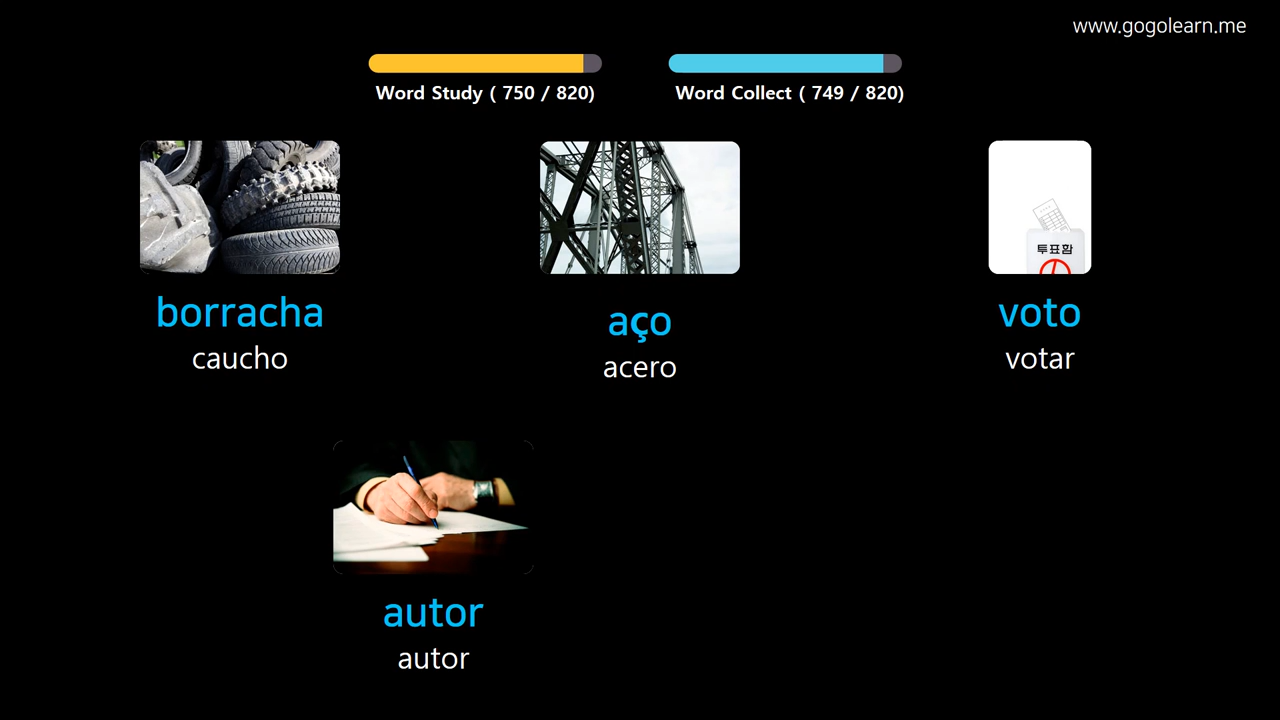 www.gogolearn.me
Word Study ( 750 / 820)
Word Collect ( 749 / 820)
투표함
borracha
caucho
aço
acero
voto
votar
autor
autor